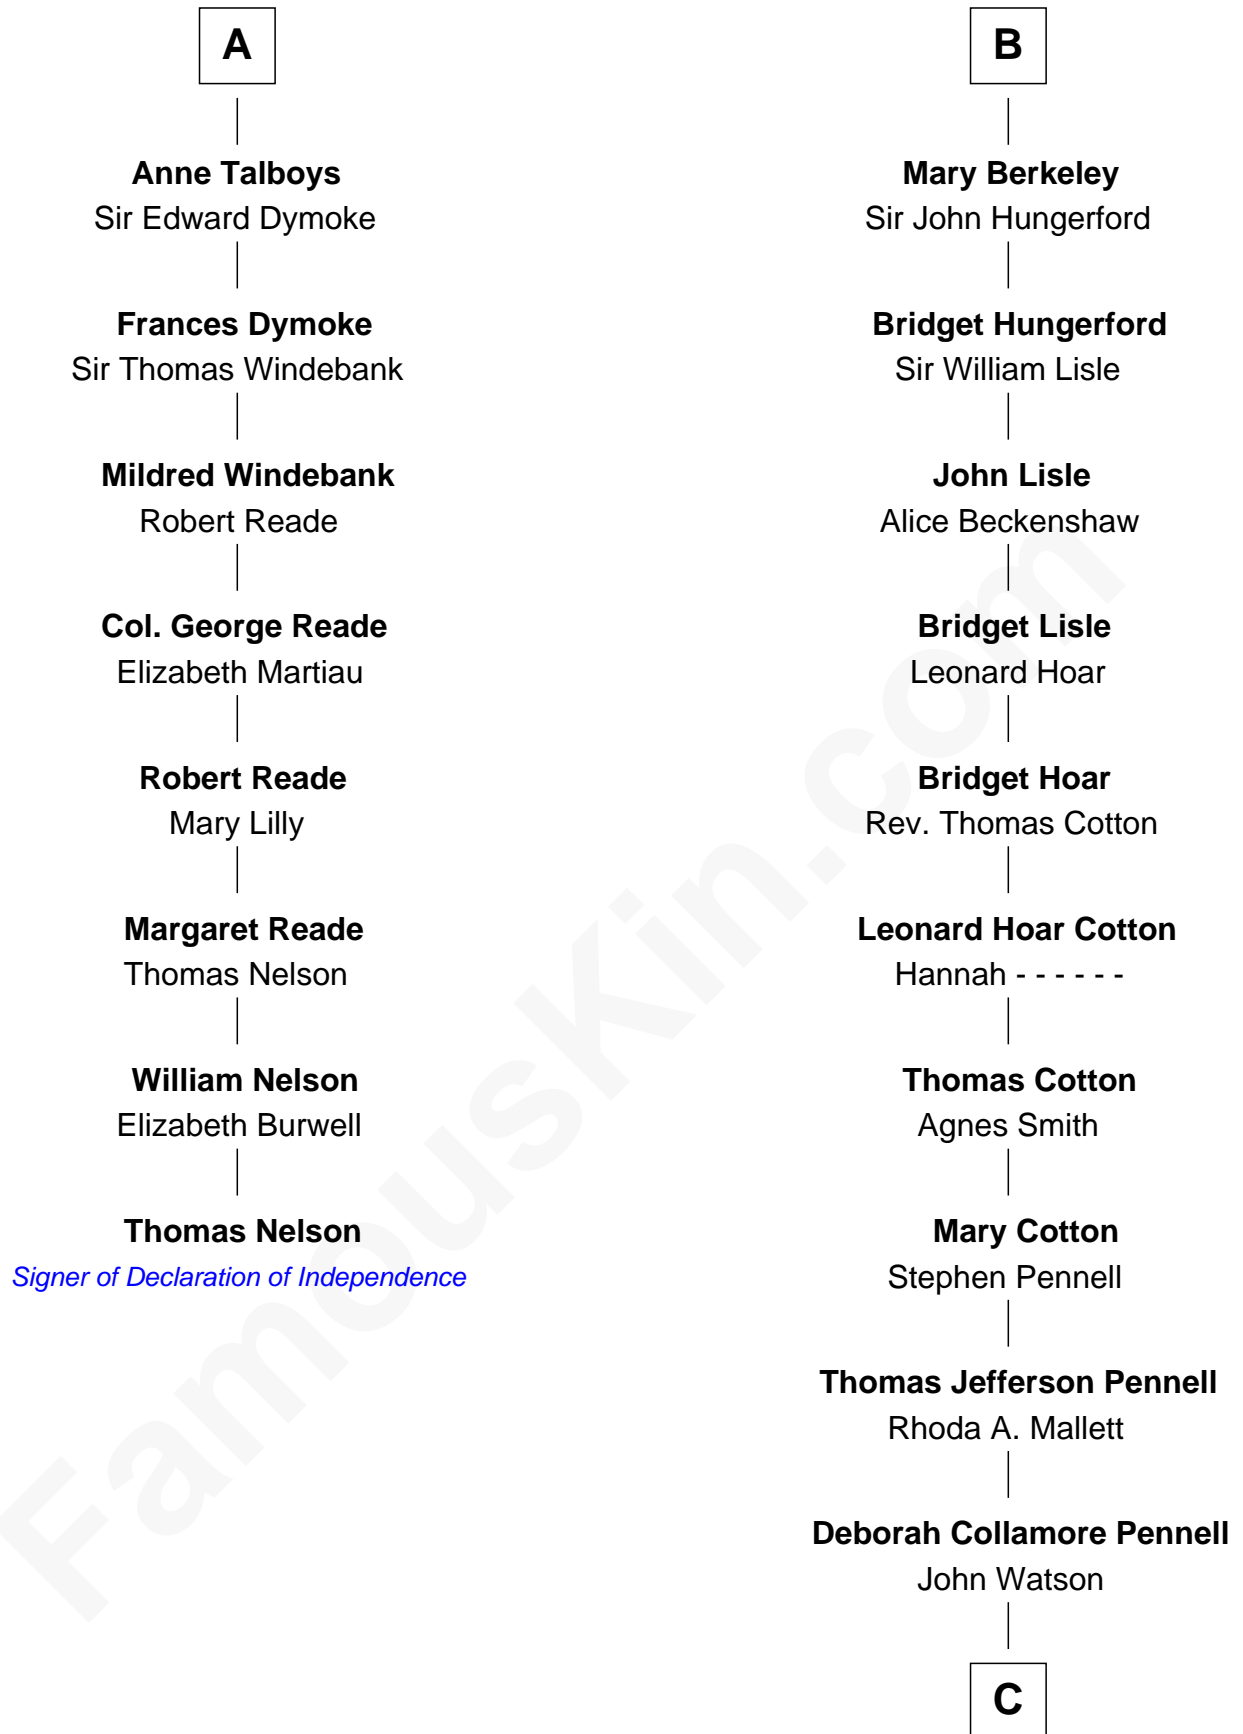 A
Anne Talboys
Sir Edward Dymoke
Frances Dymoke
Sir Thomas Windebank
Mildred Windebank
Robert Reade
Col. George Reade
Elizabeth Martiau
Robert Reade
Mary Lilly
Margaret Reade
Thomas Nelson
William Nelson
Elizabeth Burwell
Thomas Nelson
Signer of Declaration of Independence
B
Mary Berkeley
Sir John Hungerford
Bridget Hungerford
Sir William Lisle
John Lisle
Alice Beckenshaw
Bridget Lisle
Leonard Hoar
Bridget Hoar
Rev. Thomas Cotton
Leonard Hoar Cotton
Hannah - - - - - -
Thomas Cotton
Agnes Smith
Mary Cotton
Stephen Pennell
Thomas Jefferson Pennell
Rhoda A. Mallett
Deborah Collamore Pennell
John Watson
C
FamousKin.com